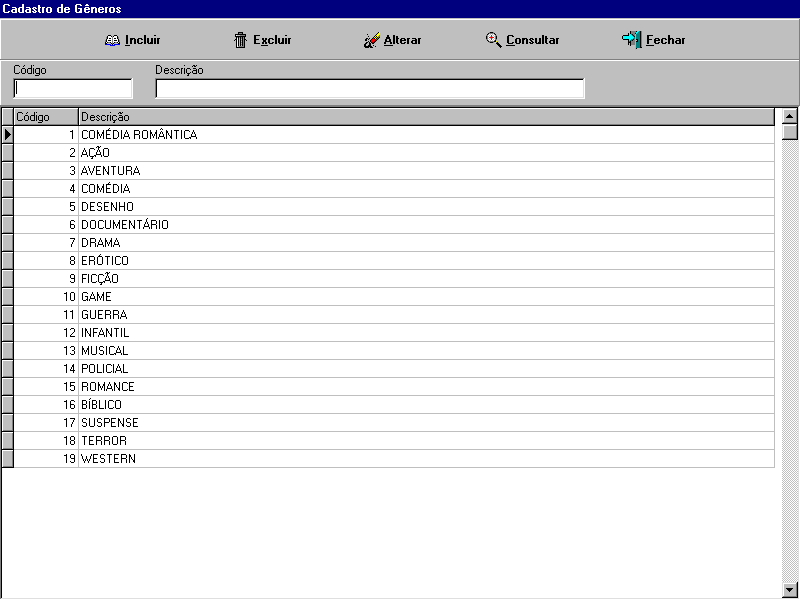 Cadastro de Gêneros
Incluir Excluir Alterar Consultar Fechar
Código Descrição
Código Descrição
1 COMÉDIA ROMÂNTICA
2 AÇÃO
3 AVENTURA
4 COMÉDIA
5 DESENHO
6 DOCUMENTÁRIO
7 DRAMA
8 ERÓTICO
9 FICÇÃO
10 GAME
11 GUERRA
12 INFANTIL
13 MUSICAL
14 POLICIAL
15 ROMANCE
16 BÍBLICO
17 SUSPENSE
18 TERROR
19 WESTERN